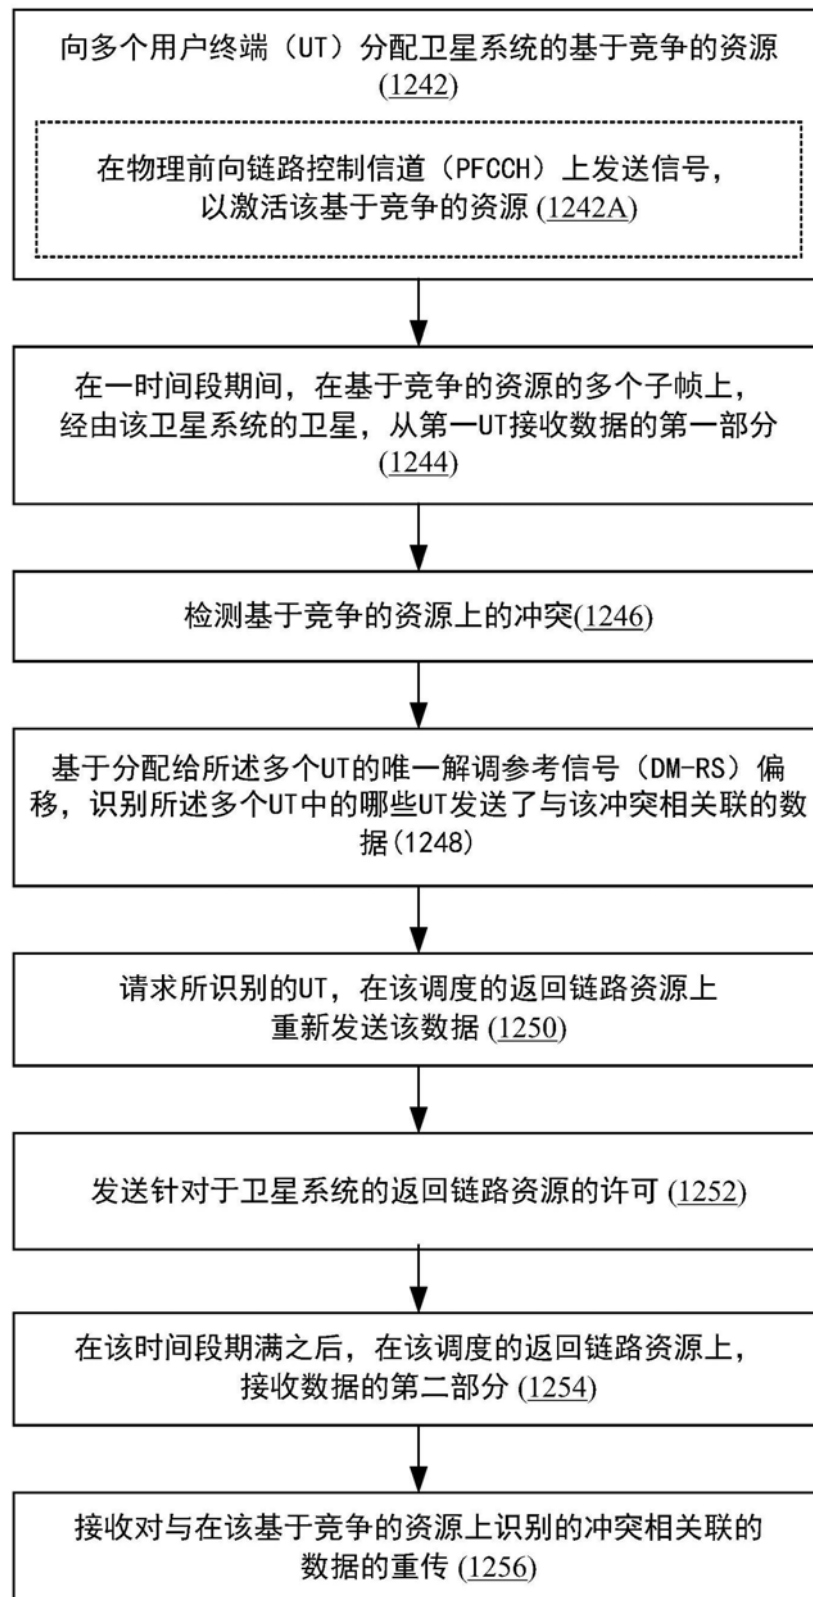 向多个用户终端（UT）分配卫星系统的基于竞争的资源
(1242)
在物理前向链路控制信道（PFCCH）上发送信号，
以激活该基于竞争的资源 (1242A)
在一时间段期间，在基于竞争的资源的多个子帧上，
经由该卫星系统的卫星，从第一UT接收数据的第一部分
(1244)
检测基于竞争的资源上的冲突(1246)
基于分配给所述多个UT的唯一解调参考信号（DM-RS）偏
移，识别所述多个UT中的哪些UT发送了与该冲突相关联的数
据(1248)
请求所识别的UT，在该调度的返回链路资源上
重新发送该数据 (1250)
发送针对于卫星系统的返回链路资源的许可 (1252)
在该时间段期满之后，在该调度的返回链路资源上，
接收数据的第二部分 (1254)
接收对与在该基于竞争的资源上识别的冲突相关联的
数据的重传 (1256)